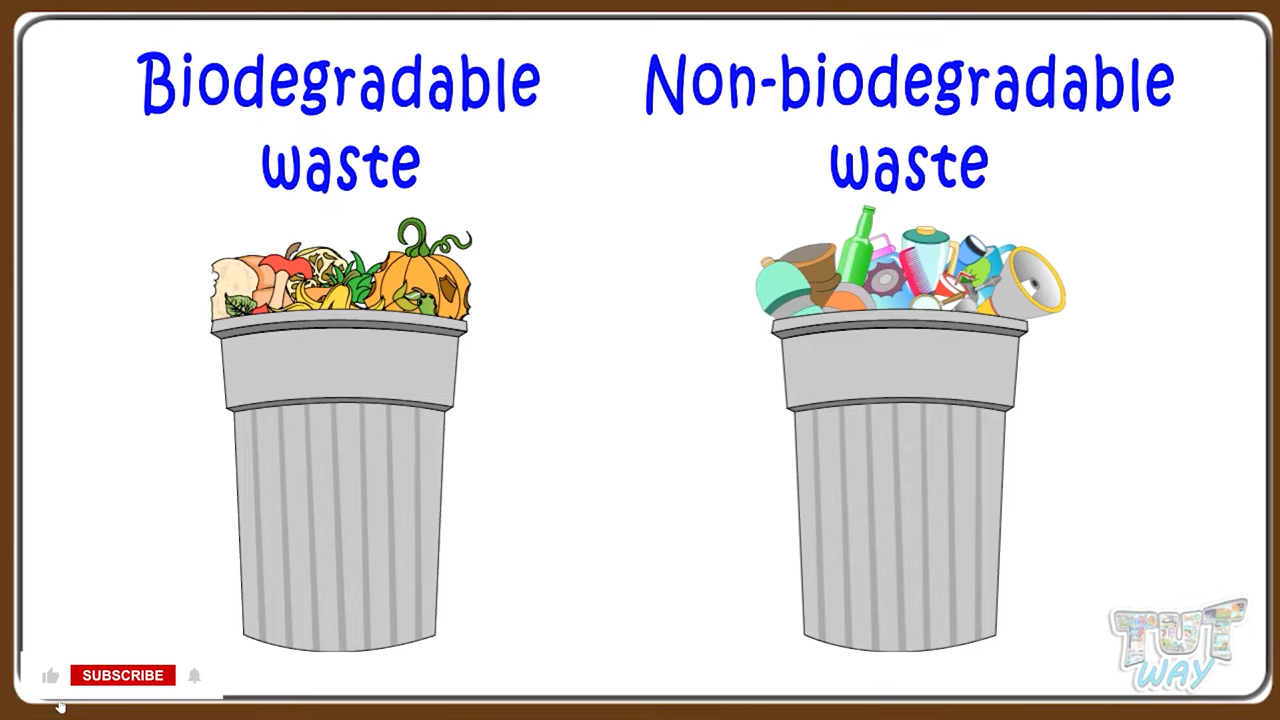 Biodegradable
waste
Non-biodegradable
waste
SUBSCRIBE
TUT
WAY